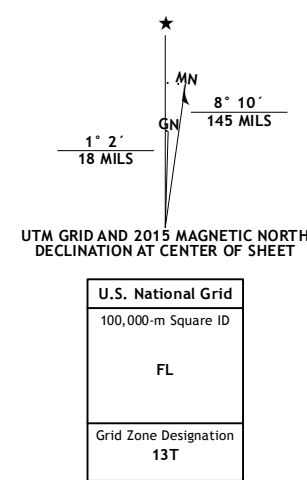 MN
GN
8° 10´
145 MILS
1° 2´
18 MILS
UTM GRID AND 2015 MAGNETIC NORTH
DECLINATION AT CENTER OF SHEET
U.S. National Grid
100,000-m Square ID
FL
Grid Zone Designation
13T